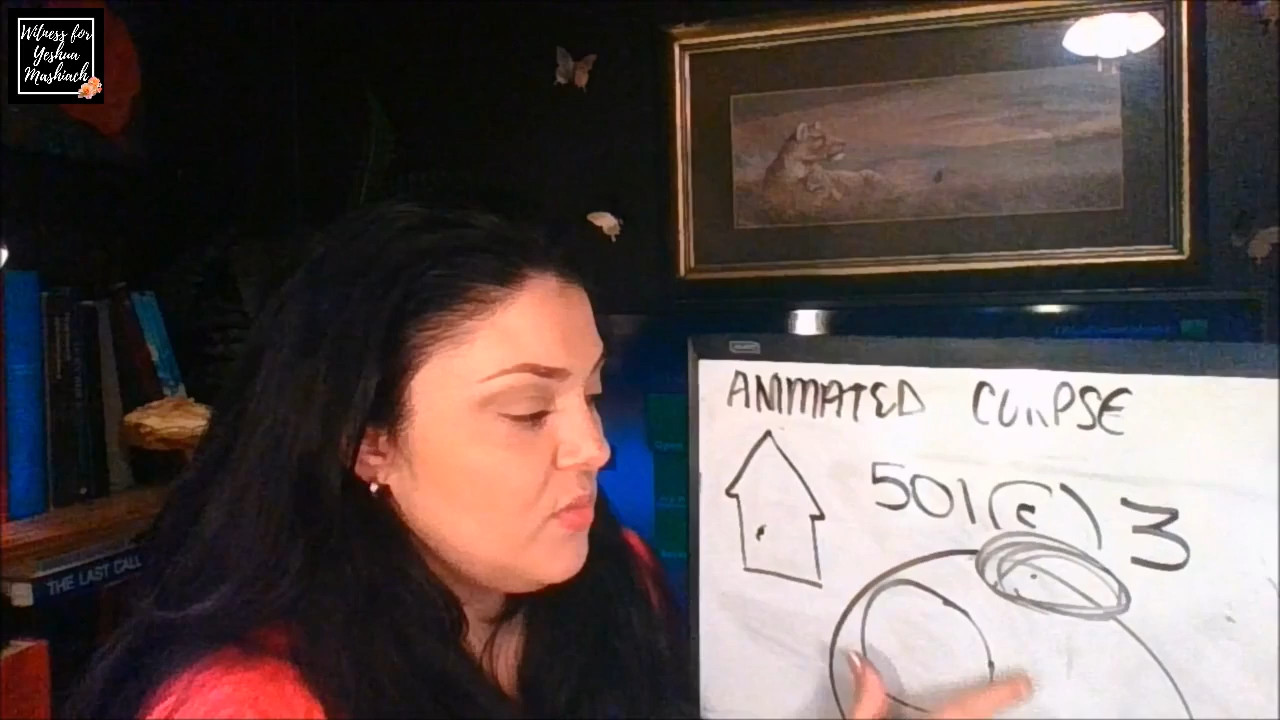 Witness for
Yeshua
Mashiach
THE LAST CALL
ANIMATED CORPSE
501(c)3